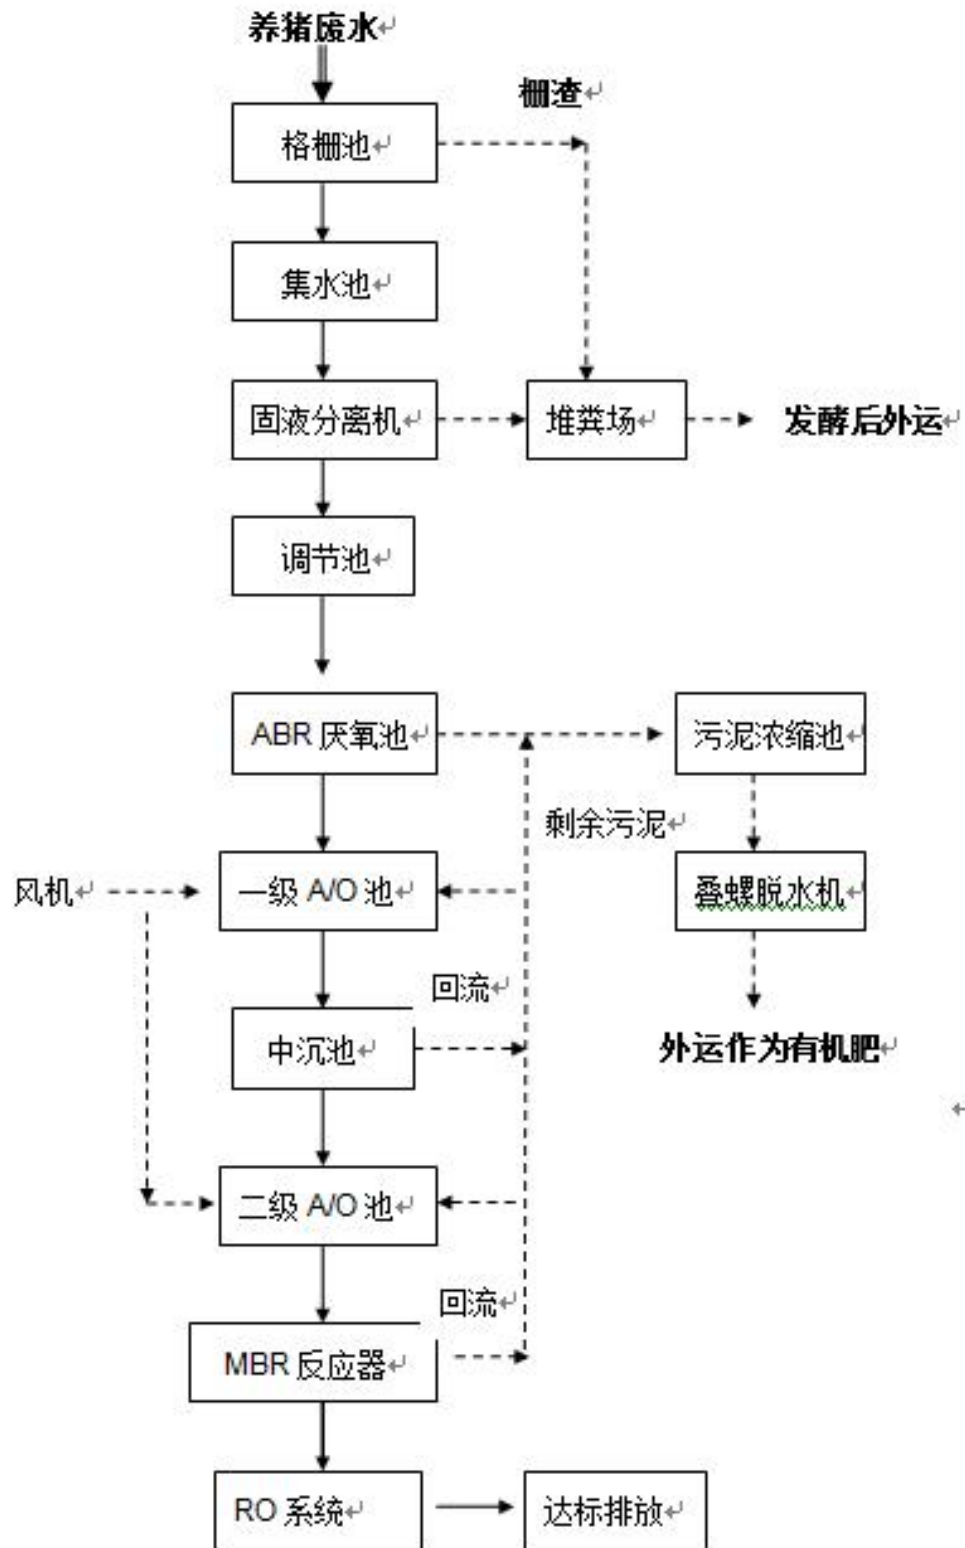 养猪废水
栅渣
格栅池
集水池
固液分离机
堆粪场
发酵后外运
调节池
ABR 厌氧池
污泥浓缩池
剩余污泥
风机
一级 A/O 池
叠螺脱水机
回流
中沉池
外运作为有机肥
二级 A/O 池
回流
MBR 反应器
RO 系统
达标排放